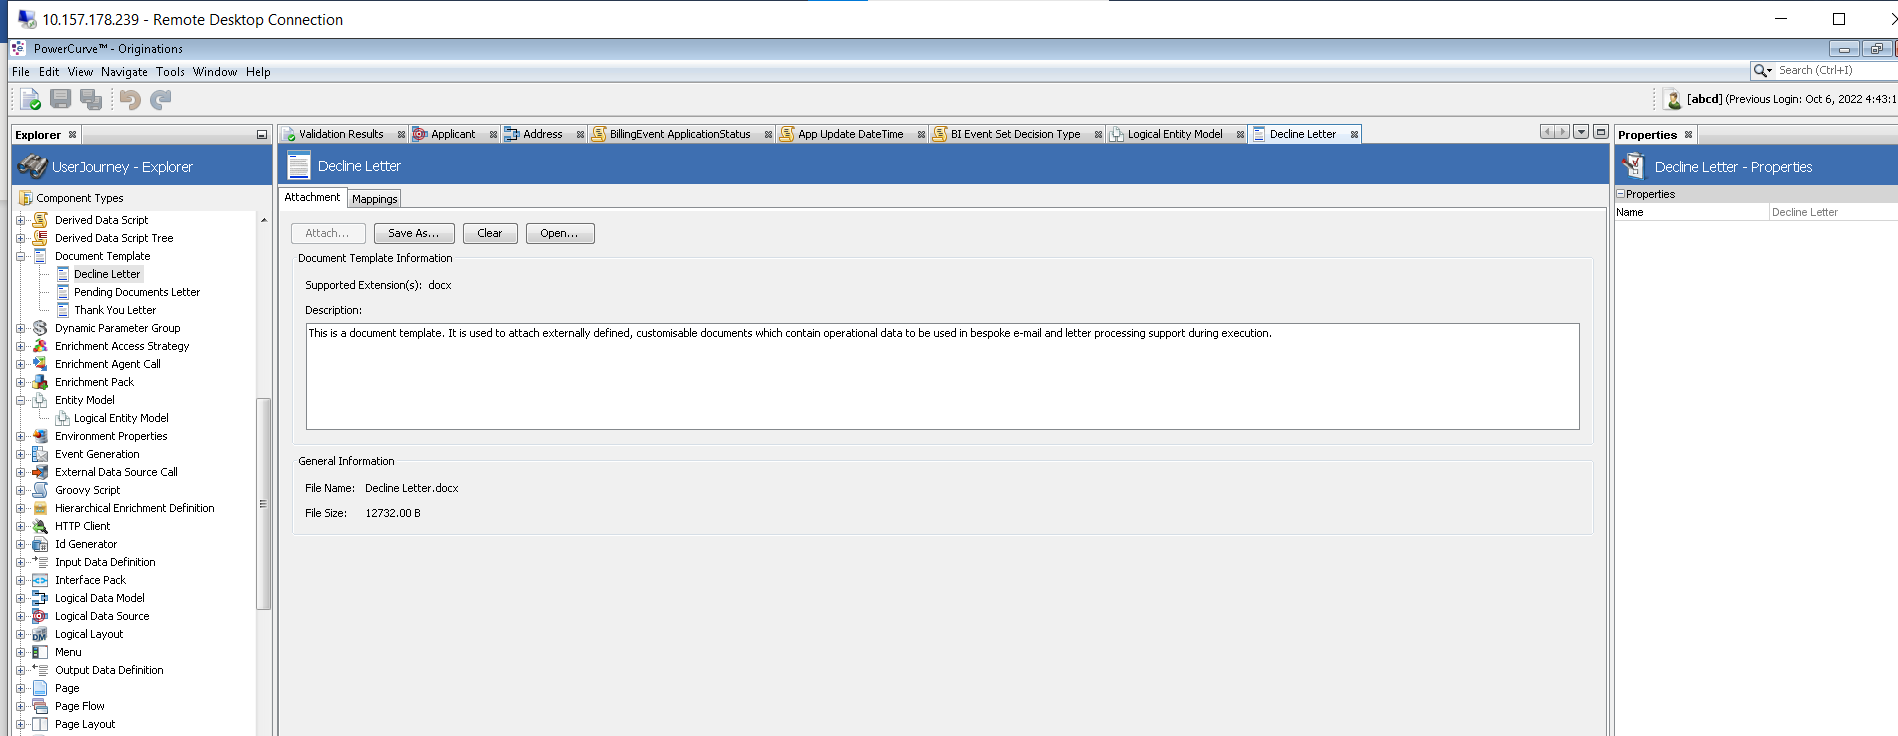 10.157.178.239 - Remote Desktop Connection
PowerCurve™ - Originations
File Edit View Navigate Tools Window Help
Search (Ctrl+I)
[abcd] (Previous Login: Oct 6, 2022 4:43:1
Explorer
UserJourney - Explorer
Component Types
Derived Data Script
Derived Data Script Tree
Document Template
Decline Letter
Pending Documents Letter
Thank You Letter
Dynamic Parameter Group
Enrichment Access Strategy
Enrichment Agent Call
Enrichment Pack
Entity Model
Logical Entity Model
Environment Properties
Event Generation
External Data Source Call
Groovy Script
Hierarchical Enrichment Definition
HTTP Client
Id Generator
Input Data Definition
Interface Pack
Logical Data Model
Logical Data Source
Logical Layout
Menu
Output Data Definition
Page
Page Flow
Page Layout
Validation Results Applicant Address BillingEvent ApplicationStatus App Update DateTime BI Event Set Decision Type Logical Entity Model Decline Letter
Decline Letter
Attachment Mappings
Attach... Save As... Clear Open...
Document Template Information
Supported Extension(s): docx
Description:
This is a document template. It is used to attach externally defined, customisable documents which contain operational data to be used in bespoke e-mail and letter processing support during execution.
General Information
File Name: Decline Letter.docx
File Size: 12732.00 B
Properties
Decline Letter - Properties
Properties
Name Decline Letter